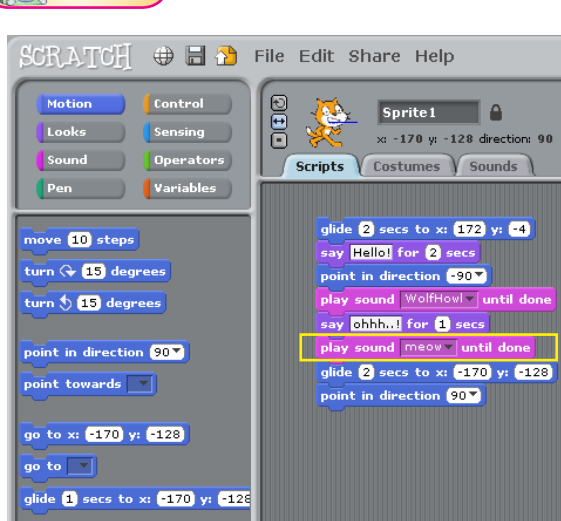 SCRATCH File Edit Share Help
Motion Control
Looks Sensing
Sound Operators
Pen Variables
Sprite1
x: -170 y: -128 direction: 90
Scripts Costumes Sounds
move 10 steps
turn 15 degrees
turn 15 degrees
point in direction 90
point towards
go to x: -170 y: -128
go to
glide 1 secs to x: -170 y: -128
glide 2 secs to x: 172 y: -4
say Hello! for 2 secs
point in direction -90
play sound WolfHowl until done
say ohhh..! for 1 secs
play sound meow until done
glide 2 secs to x: -170 y: -128
point in direction 90